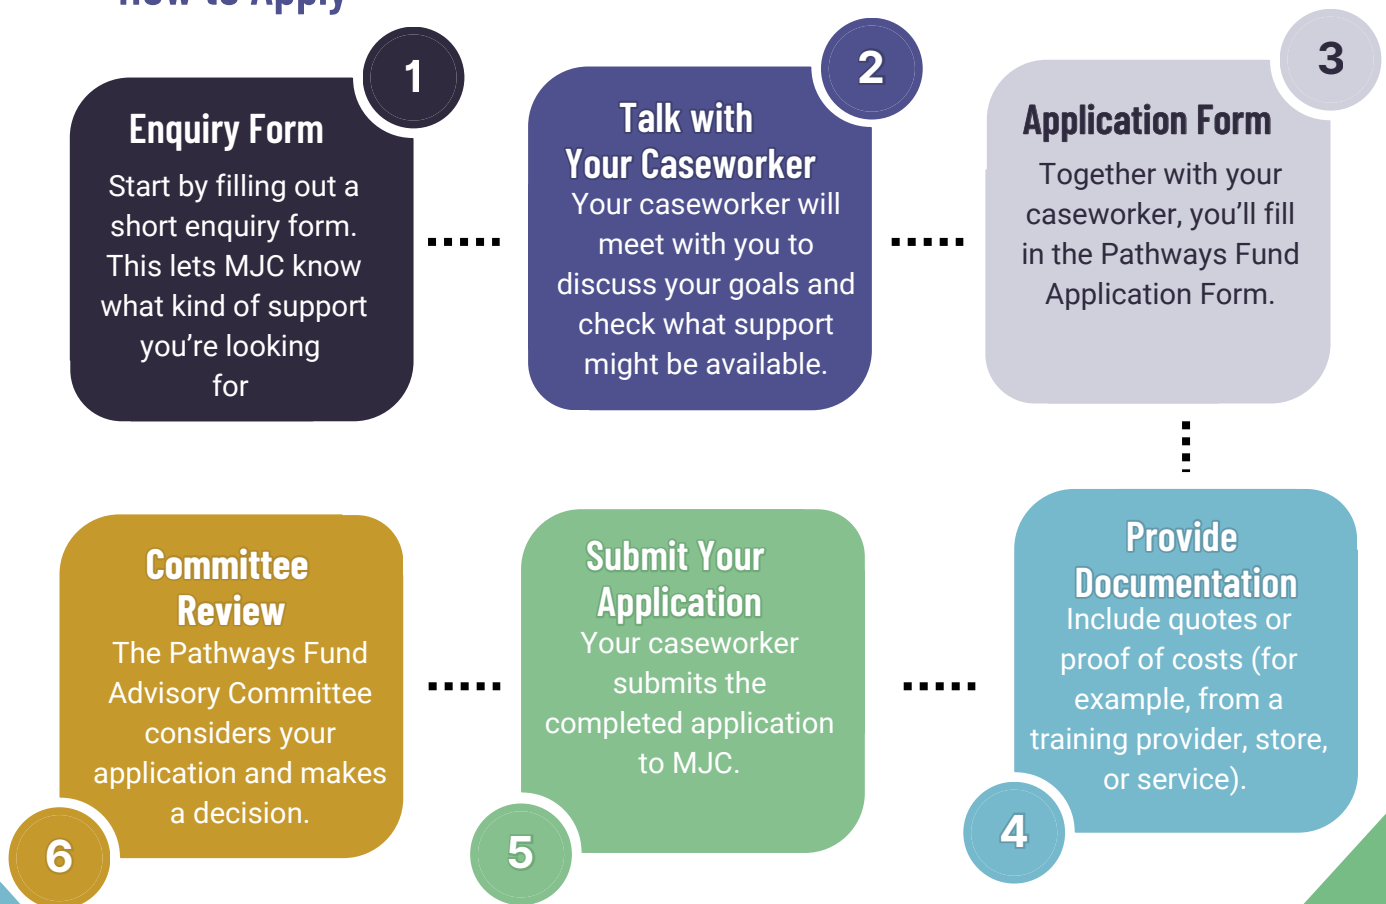 How to Apply
1
Enquiry Form
Start by filling out a
short enquiry form.
This lets MJC know
what kind of support
you're looking
for
2
Talk with
Your Caseworker
Your caseworker will
meet with you to
discuss your goals and
check what support
might be available.
3
Application Form
Together with your
caseworker, you'll fill
in the Pathways Fund
Application Form.
Provide
Documentation
Include quotes or
proof of costs (for
example, from a
training provider, store,
or service).
4
Submit Your
Application
Your caseworker
submits the
completed application
to MJC.
5
Committee
Review
The Pathways Fund
Advisory Committee
considers your
application and makes
a decision.
6